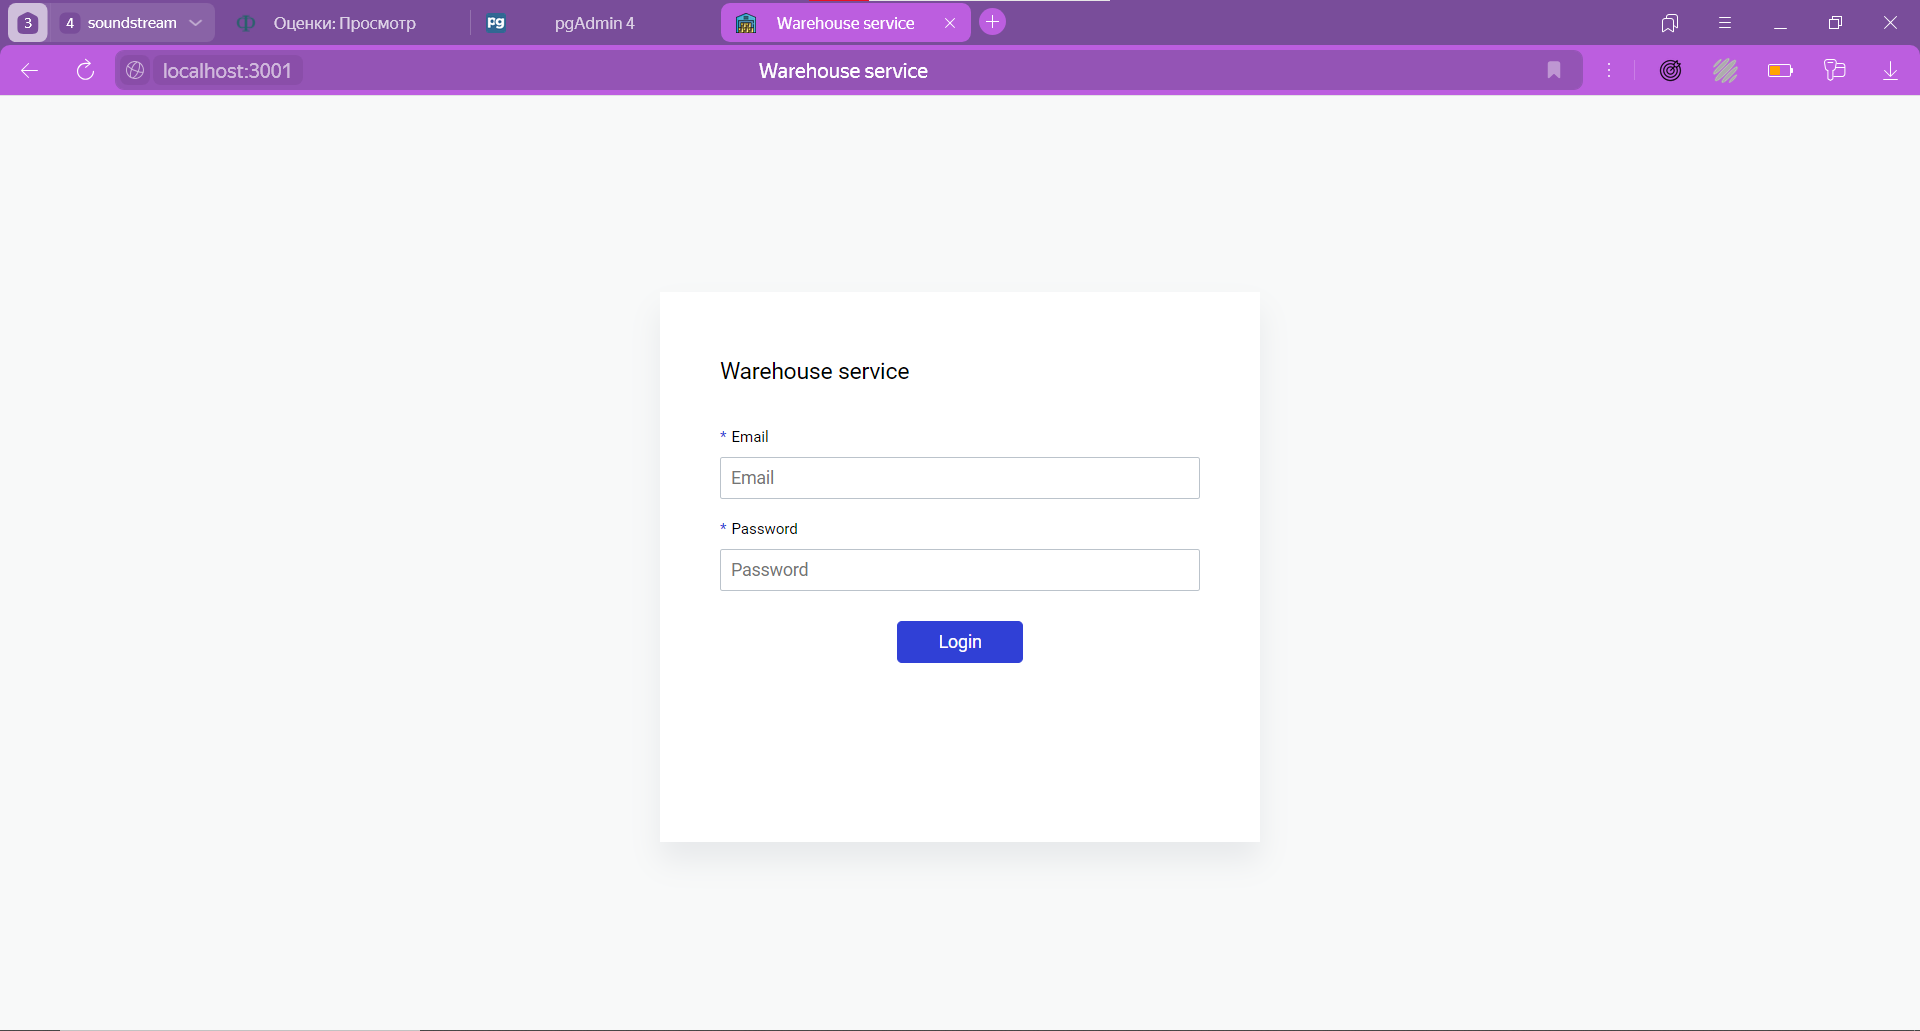 3
4 soundstream
Оценки: Просмотр
Pg pgAdmin 4
Warehouse service
localhost:3001
Warehouse service
Warehouse service
* Email
Email
* Password
Password
Login